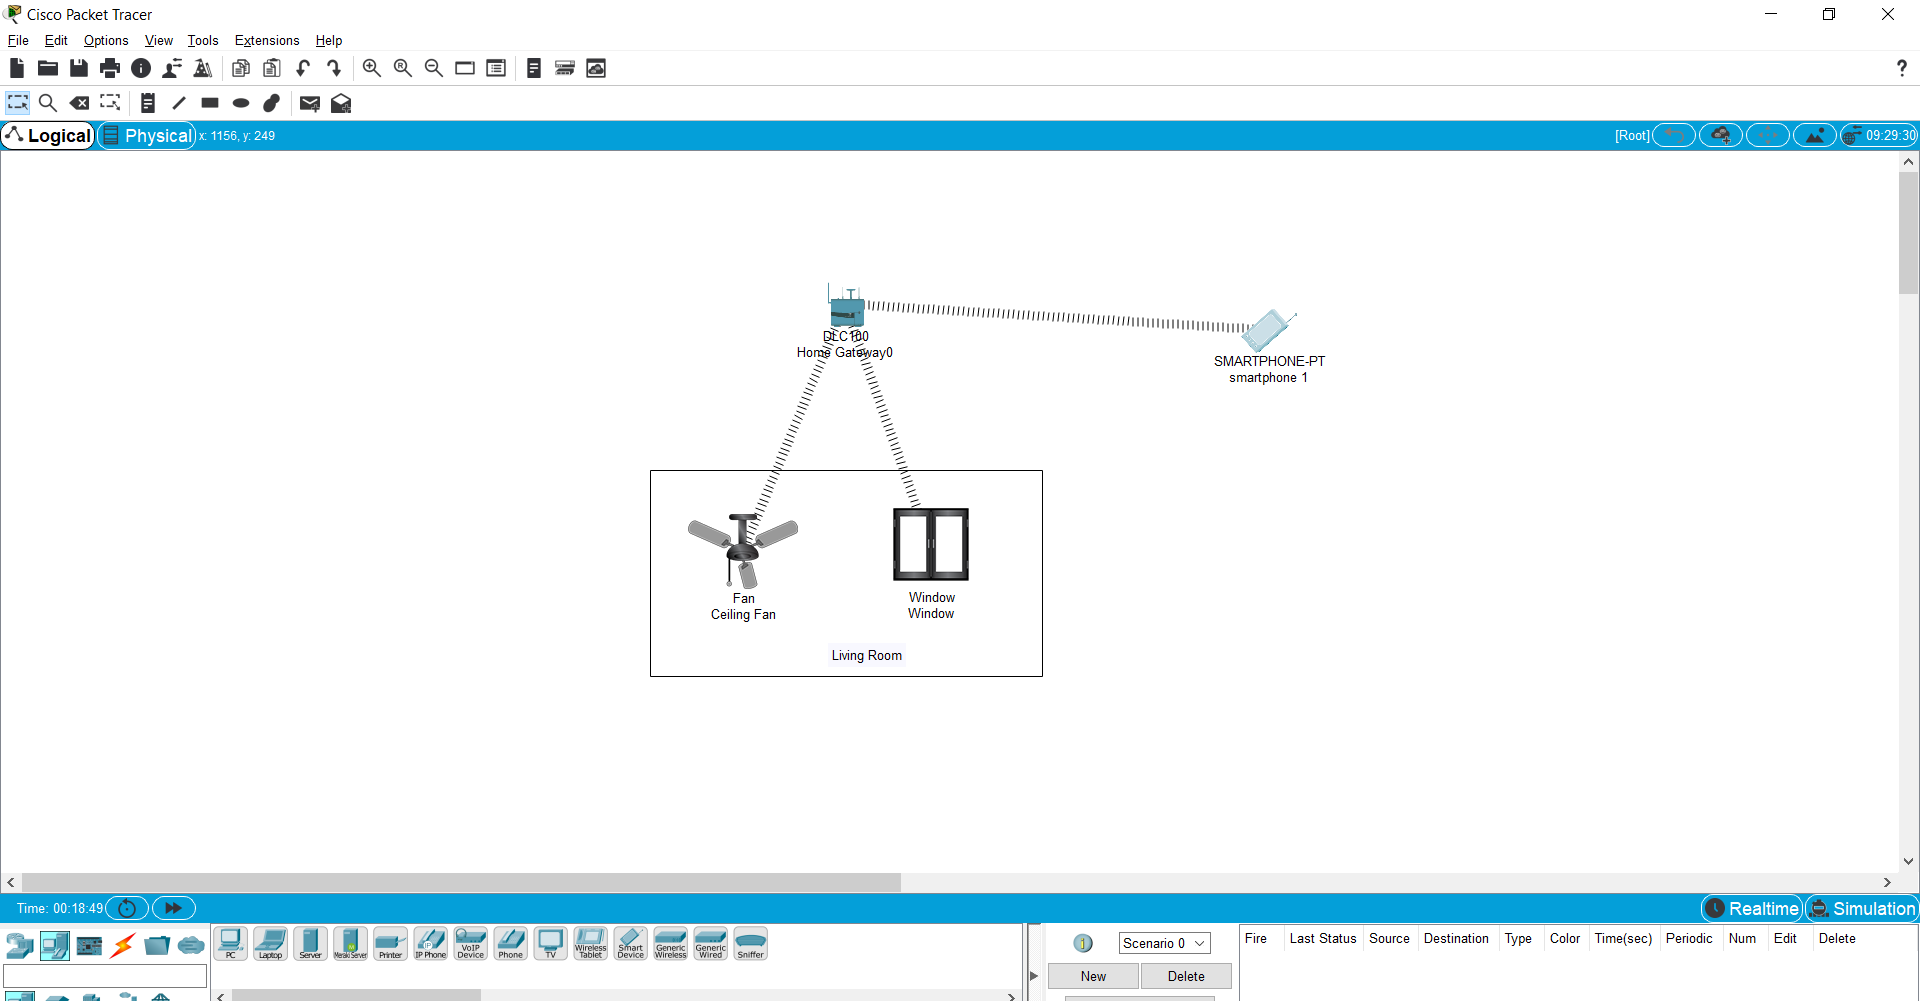 Cisco Packet Tracer
File Edit Options View Tools Extensions Help
?
Logical Physical x: 1156, y: 249 [Root] 09:29:30
DLC100
Home Gateway0
SMARTPHONE-PT
smartphone 1
Fan
Ceiling Fan
Window
Window
Living Room
Time: 00:18:49 Realtime Simulation
PC Laptop Server Meraki Server Printer IP Phone VoIP Device Phone TV Wireless Tablet Smart Device Generic Wireless Generic Wired Sniffer
Scenario 0
New Delete
Fire Last Status Source Destination Type Color Time(sec) Periodic Num Edit Delete